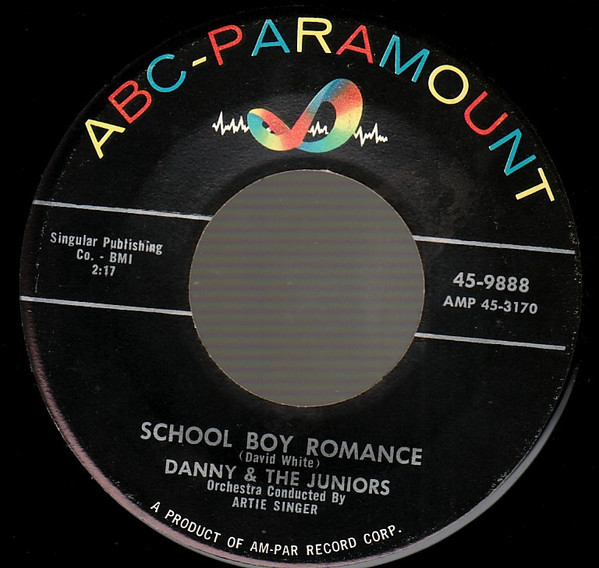 ABC-PARAMOUNT
Singular Publishing
Co. - BMI
2:17
45-9888
AMP 45-3170
SCHOOL BOY ROMANCE
(David White)
DANNY & THE JUNIORS
Orchestra Conducted By
ARTIE SINGER
A PRODUCT OF AM-PAR RECORD CORP.